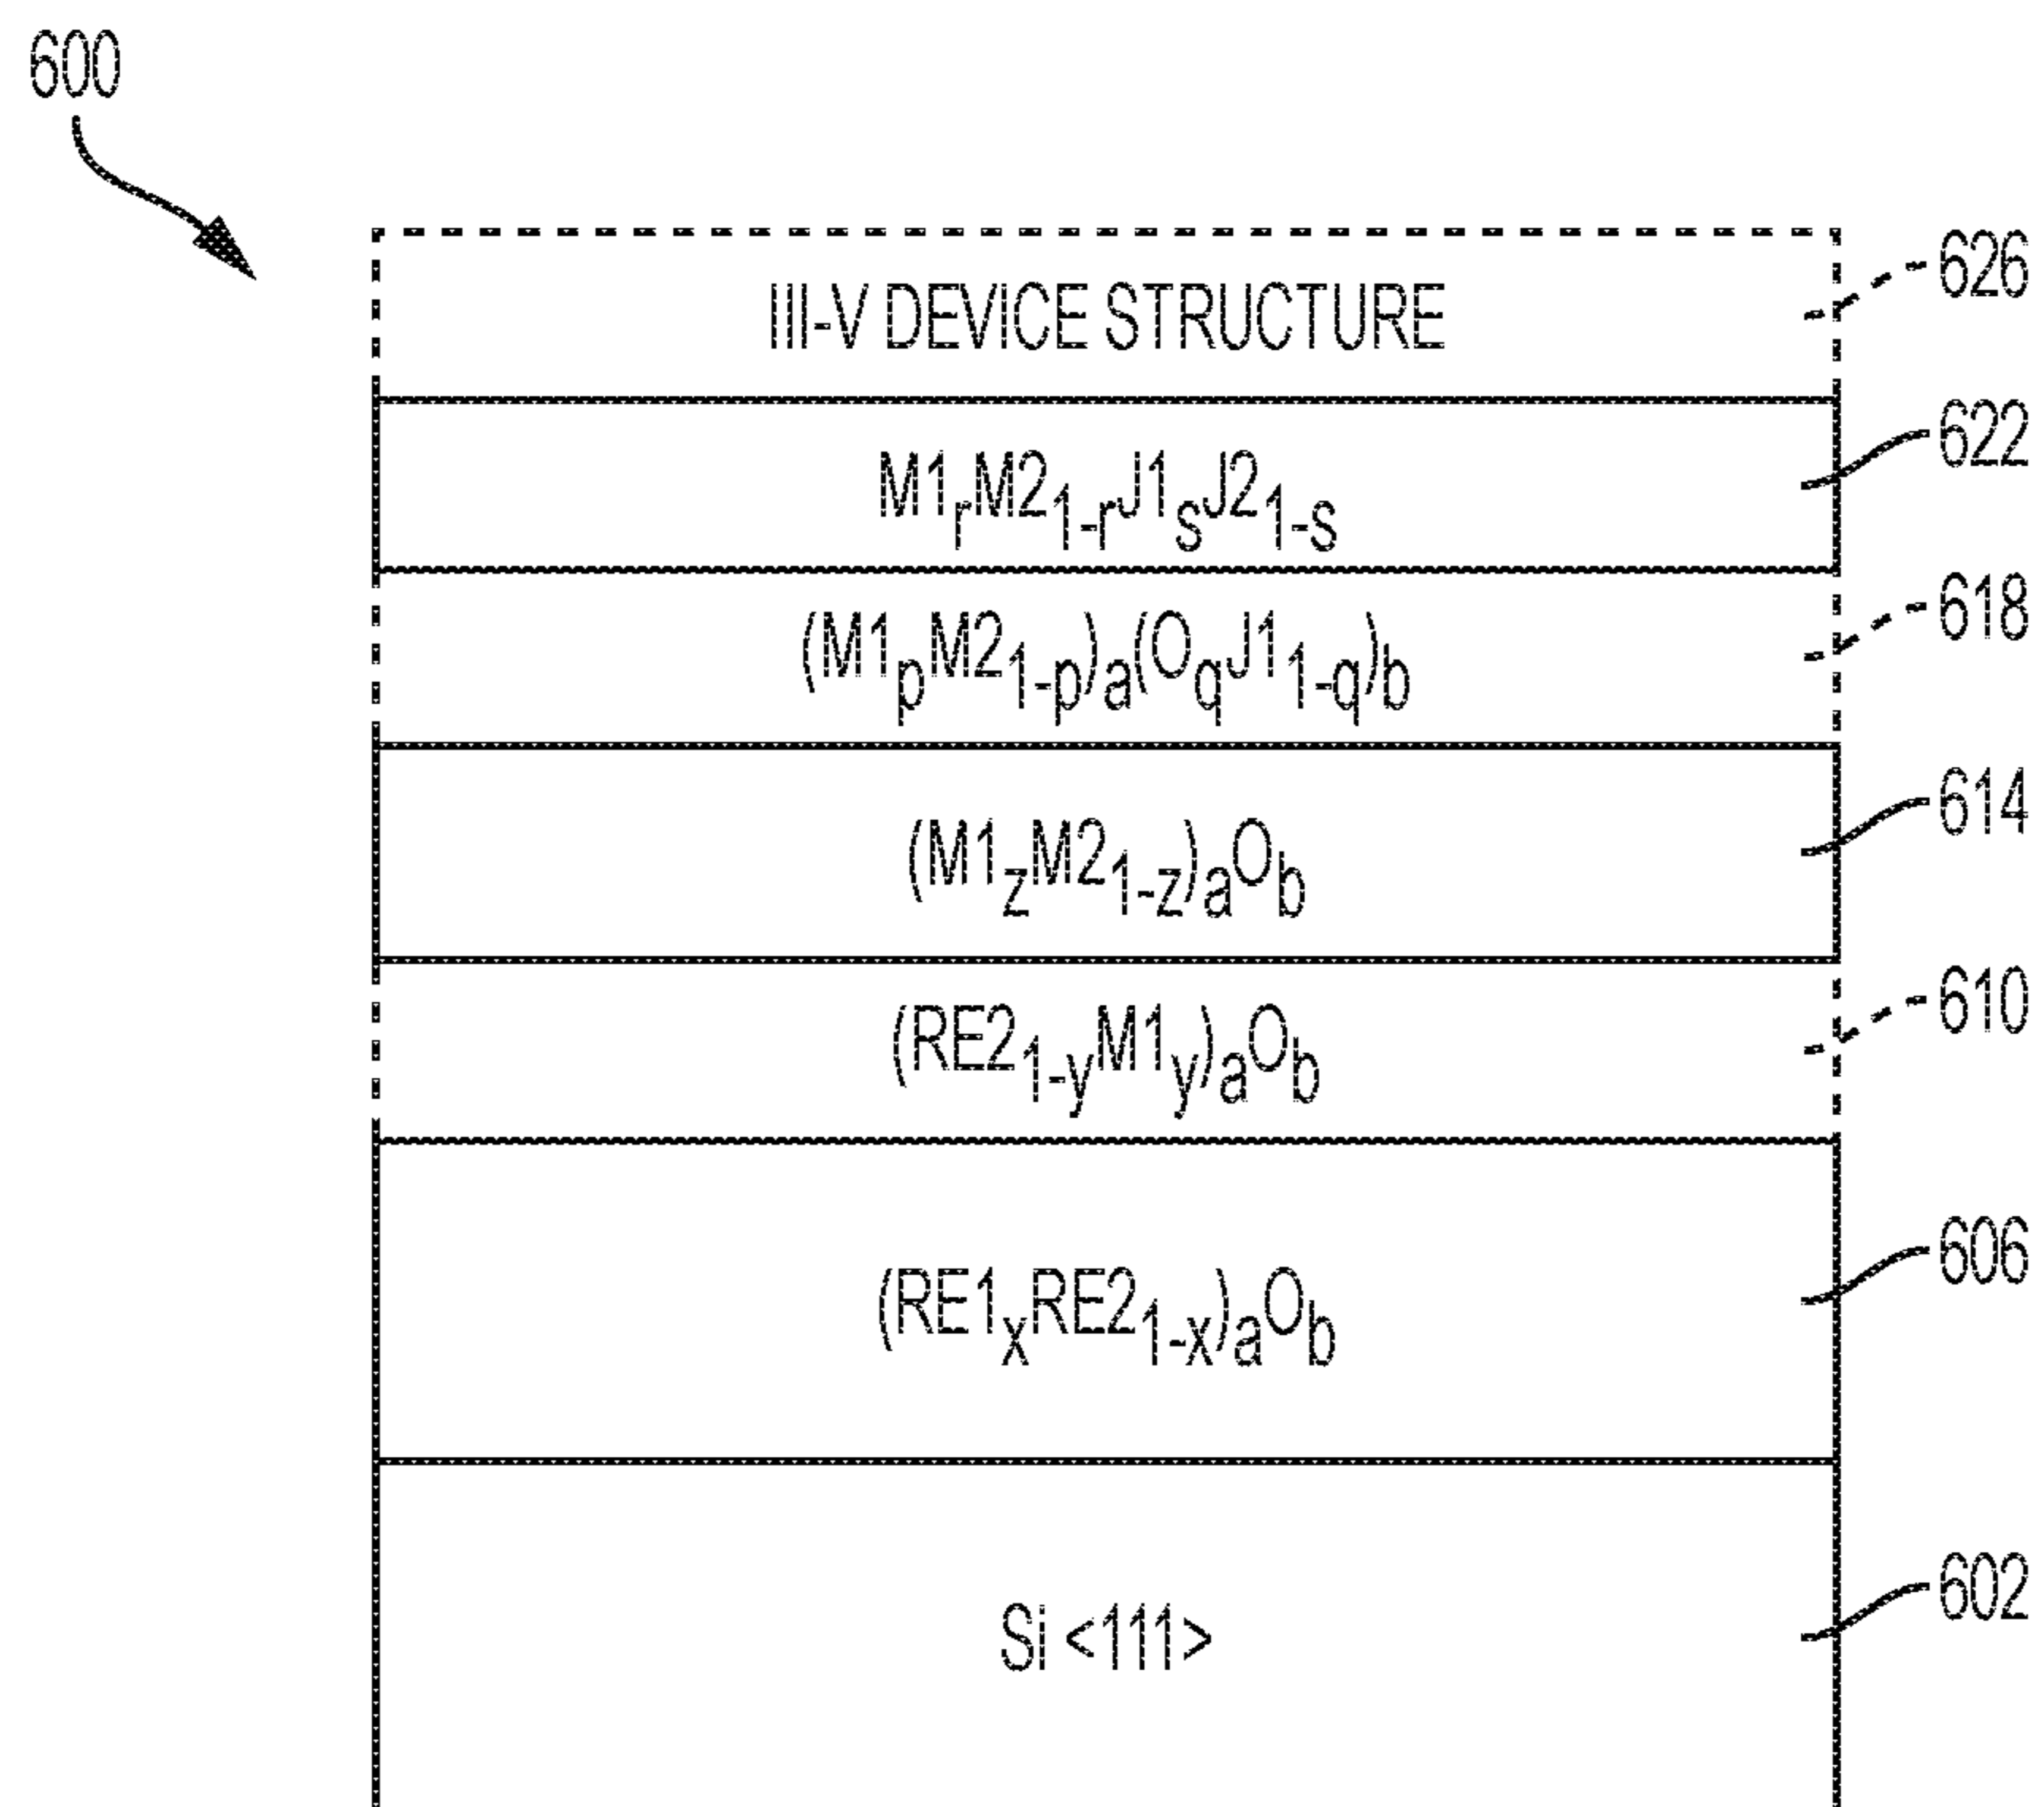 600
III-V DEVICE STRUCTURE
626
M1rM21-rJ1sJ21-s
622
(M1pM21-p)a(OqJ11-q)b
618
(M1zM21-z)aOb
614
(RE21-yM1y)aOb
610
(RE1xRE21-x)aOb
606
Si <111>
602